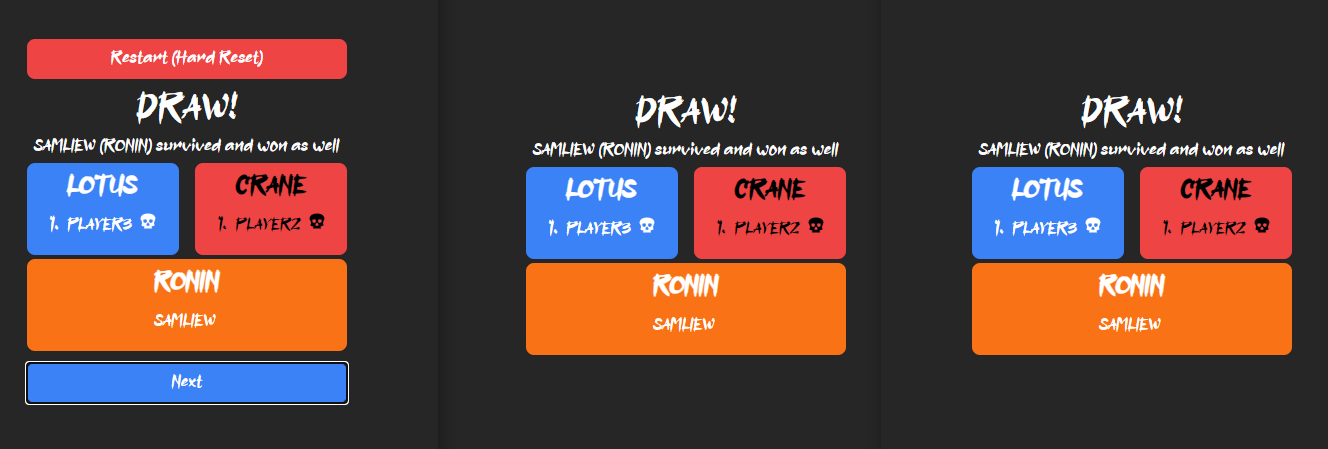 Restart (Hard Reset)
DRAW!
SAMLIEW (RONIN) survived and won as well
LOTUS
1. PLAYER3
CRANE
1. PLAYER2
RONIN
SAMLIEW
Next
DRAW!
SAMLIEW (RONIN) survived and won as well
LOTUS
1. PLAYER3
CRANE
1. PLAYER2
RONIN
SAMLIEW
DRAW!
SAMLIEW (RONIN) survived and won as well
LOTUS
1. PLAYER3
CRANE
1. PLAYER2
RONIN
SAMLIEW